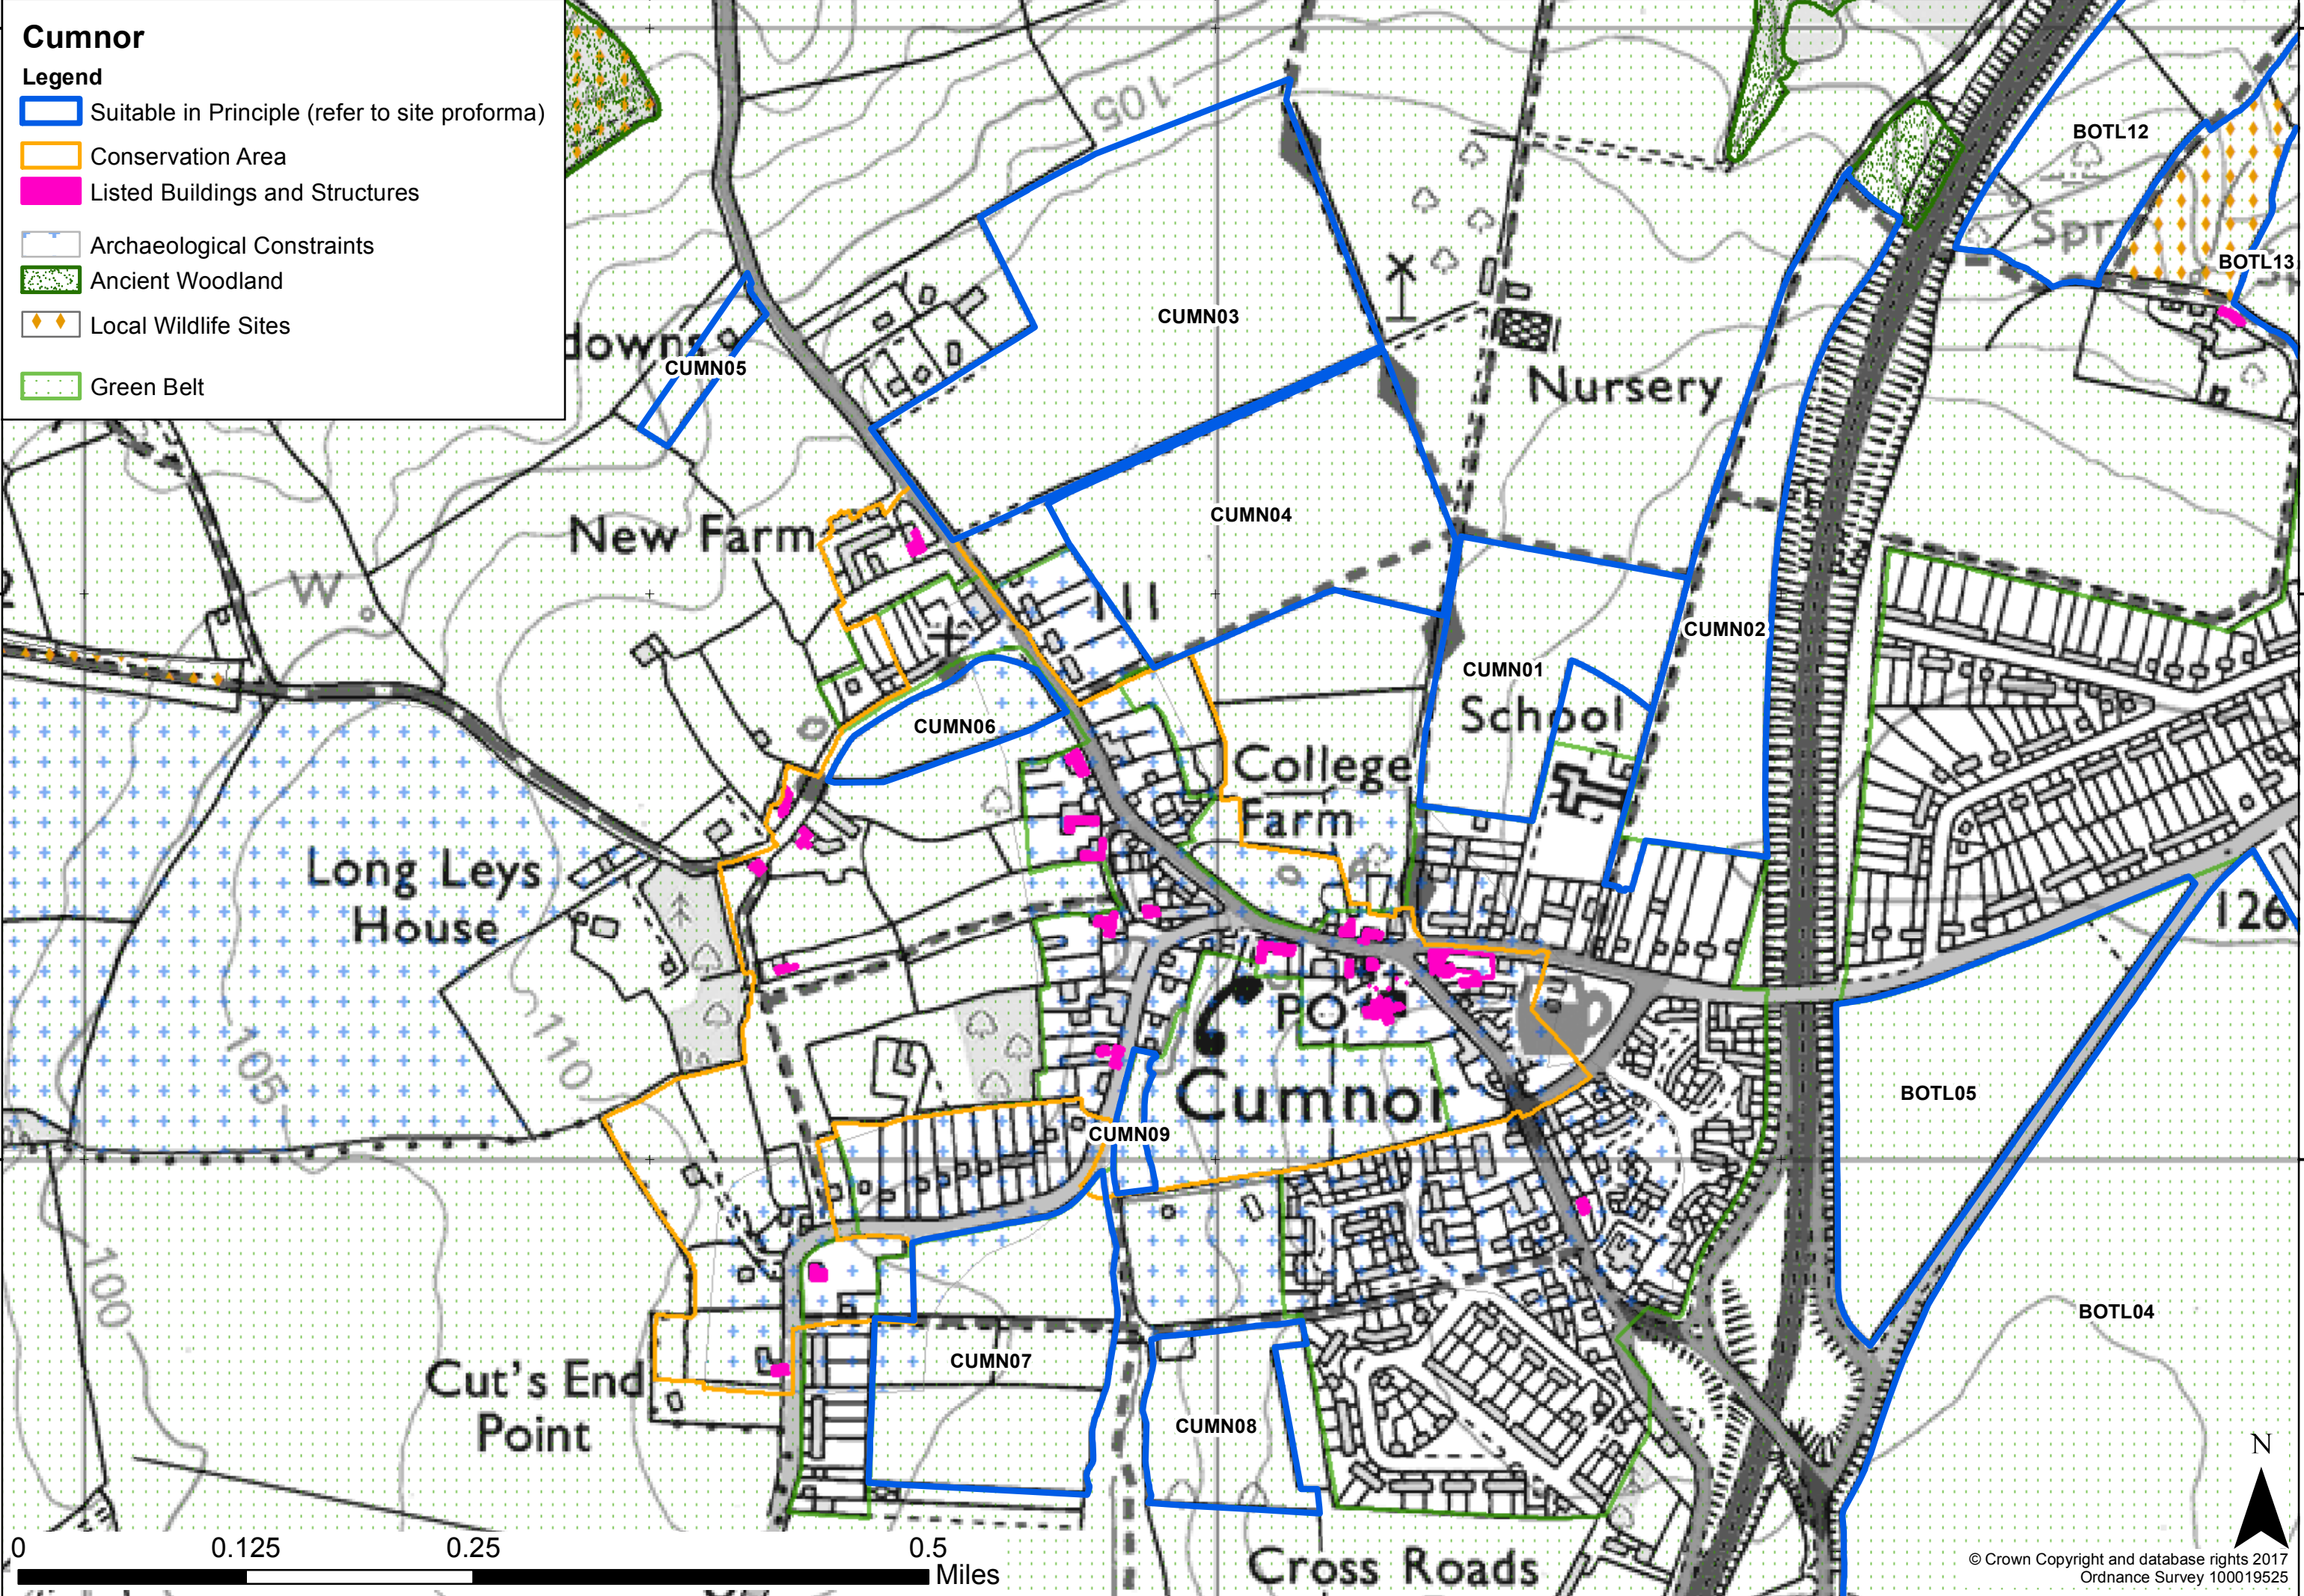 Cumnor
Legend
Suitable in Principle (refer to site proforma)
Conservation Area
Listed Buildings and Structures
Archaeological Constraints
Ancient Woodland
Local Wildlife Sites
Green Belt
105
BOTL12
Spr
BOTL13
CUMN03
downs
CUMN05
Nursery
CUMN04
New Farm
W
111
CUMN02
CUMN01
School
CUMN06
College
Farm
Long Leys
House
126
PO
105
110
Cumnor
BOTL05
CUMN09
100
BOTL04
CUMN07
Cut's End
Point
CUMN08
N
0 0.125 0.25 0.5
Miles
Cross Roads
© Crown Copyright and database rights 2017
Ordnance Survey 100019525